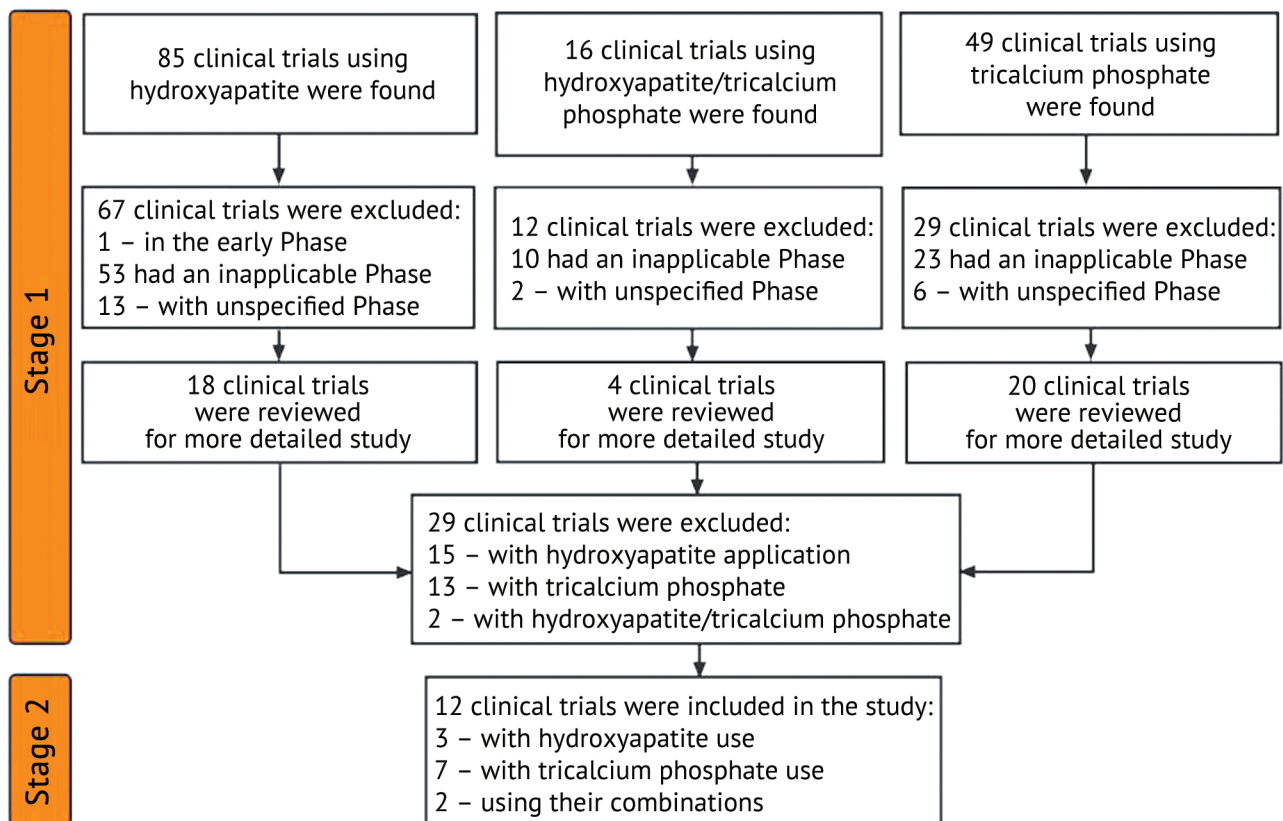 Stage 1
85 clinical trials using
hydroxyapatite were found
16 clinical trials using
hydroxyapatite/tricalcium
phosphate were found
49 clinical trials using
tricalcium phosphate
were found
67 clinical trials were excluded:
1 – in the early Phase
53 had an inapplicable Phase
13 – with unspecified Phase
12 clinical trials were excluded:
10 had an inapplicable Phase
2 – with unspecified Phase
29 clinical trials were excluded:
23 had an inapplicable Phase
6 – with unspecified Phase
18 clinical trials
were reviewed
for more detailed study
4 clinical trials
were reviewed
for more detailed study
20 clinical trials
were reviewed
for more detailed study
29 clinical trials were excluded:
15 – with hydroxyapatite application
13 – with tricalcium phosphate
2 – with hydroxyapatite/tricalcium phosphate
Stage 2
12 clinical trials were included in the study:
3 – with hydroxyapatite use
7 – with tricalcium phosphate use
2 – using their combinations